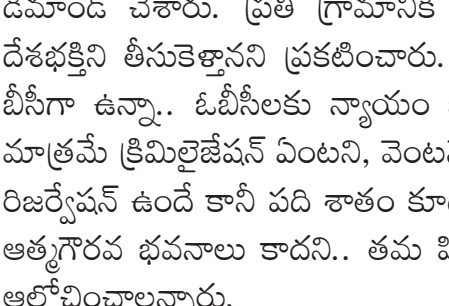 డిమాండ్ చేశారు. ప్రతి గ్రామానిక
దేశభక్తిని తీసుకెళ్తానని ప్రకటించారు.
బీసీగా ఉన్నా.. ఓబీసీలకు న్యాయం
మాత్రమే క్రిమిలైజేషన్ ఏంటని, వెంటనే
రిజర్వేషన్ ఉందే కానీ పది శాతం కూడ
ఆత్మగౌరవ భవనాలు కాదని.. తమ పి
ఆలోచించాలన్నారు.